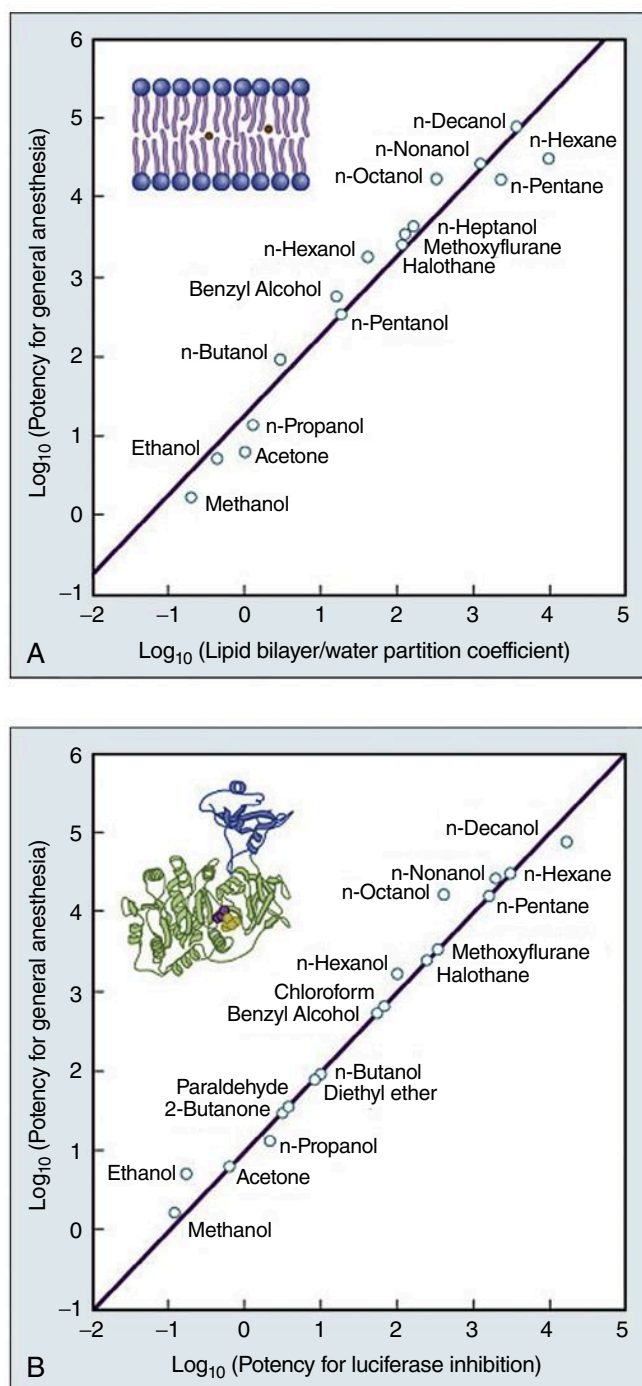 6
5
4
3
2
1
0
–1
–2
–1
0
1
2
3
4
5
Log₁₀ (Potency for general anesthesia)
n-Decanol
n-Hexane
n-Nonanol
n-Octanol
n-Pentane
n-Heptanol
n-Hexanol
Methoxyflurane
Halothane
Benzyl Alcohol
n-Pentanol
n-Butanol
n-Propanol
Ethanol
Acetone
Methanol
A
Log₁₀ (Lipid bilayer/water partition coefficient)
6
5
4
3
2
1
0
–1
–2
–1
0
1
2
3
4
5
Log₁₀ (Potency for general anesthesia)
n-Decanol
n-Nonanol
n-Hexane
n-Octanol
n-Pentane
Methoxyflurane
n-Hexanol
Halothane
Chloroform
Benzyl Alcohol
n-Butanol
Paraldehyde
Diethyl ether
2-Butanone
n-Propanol
Ethanol
Acetone
Methanol
B
Log₁₀ (Potency for luciferase inhibition)